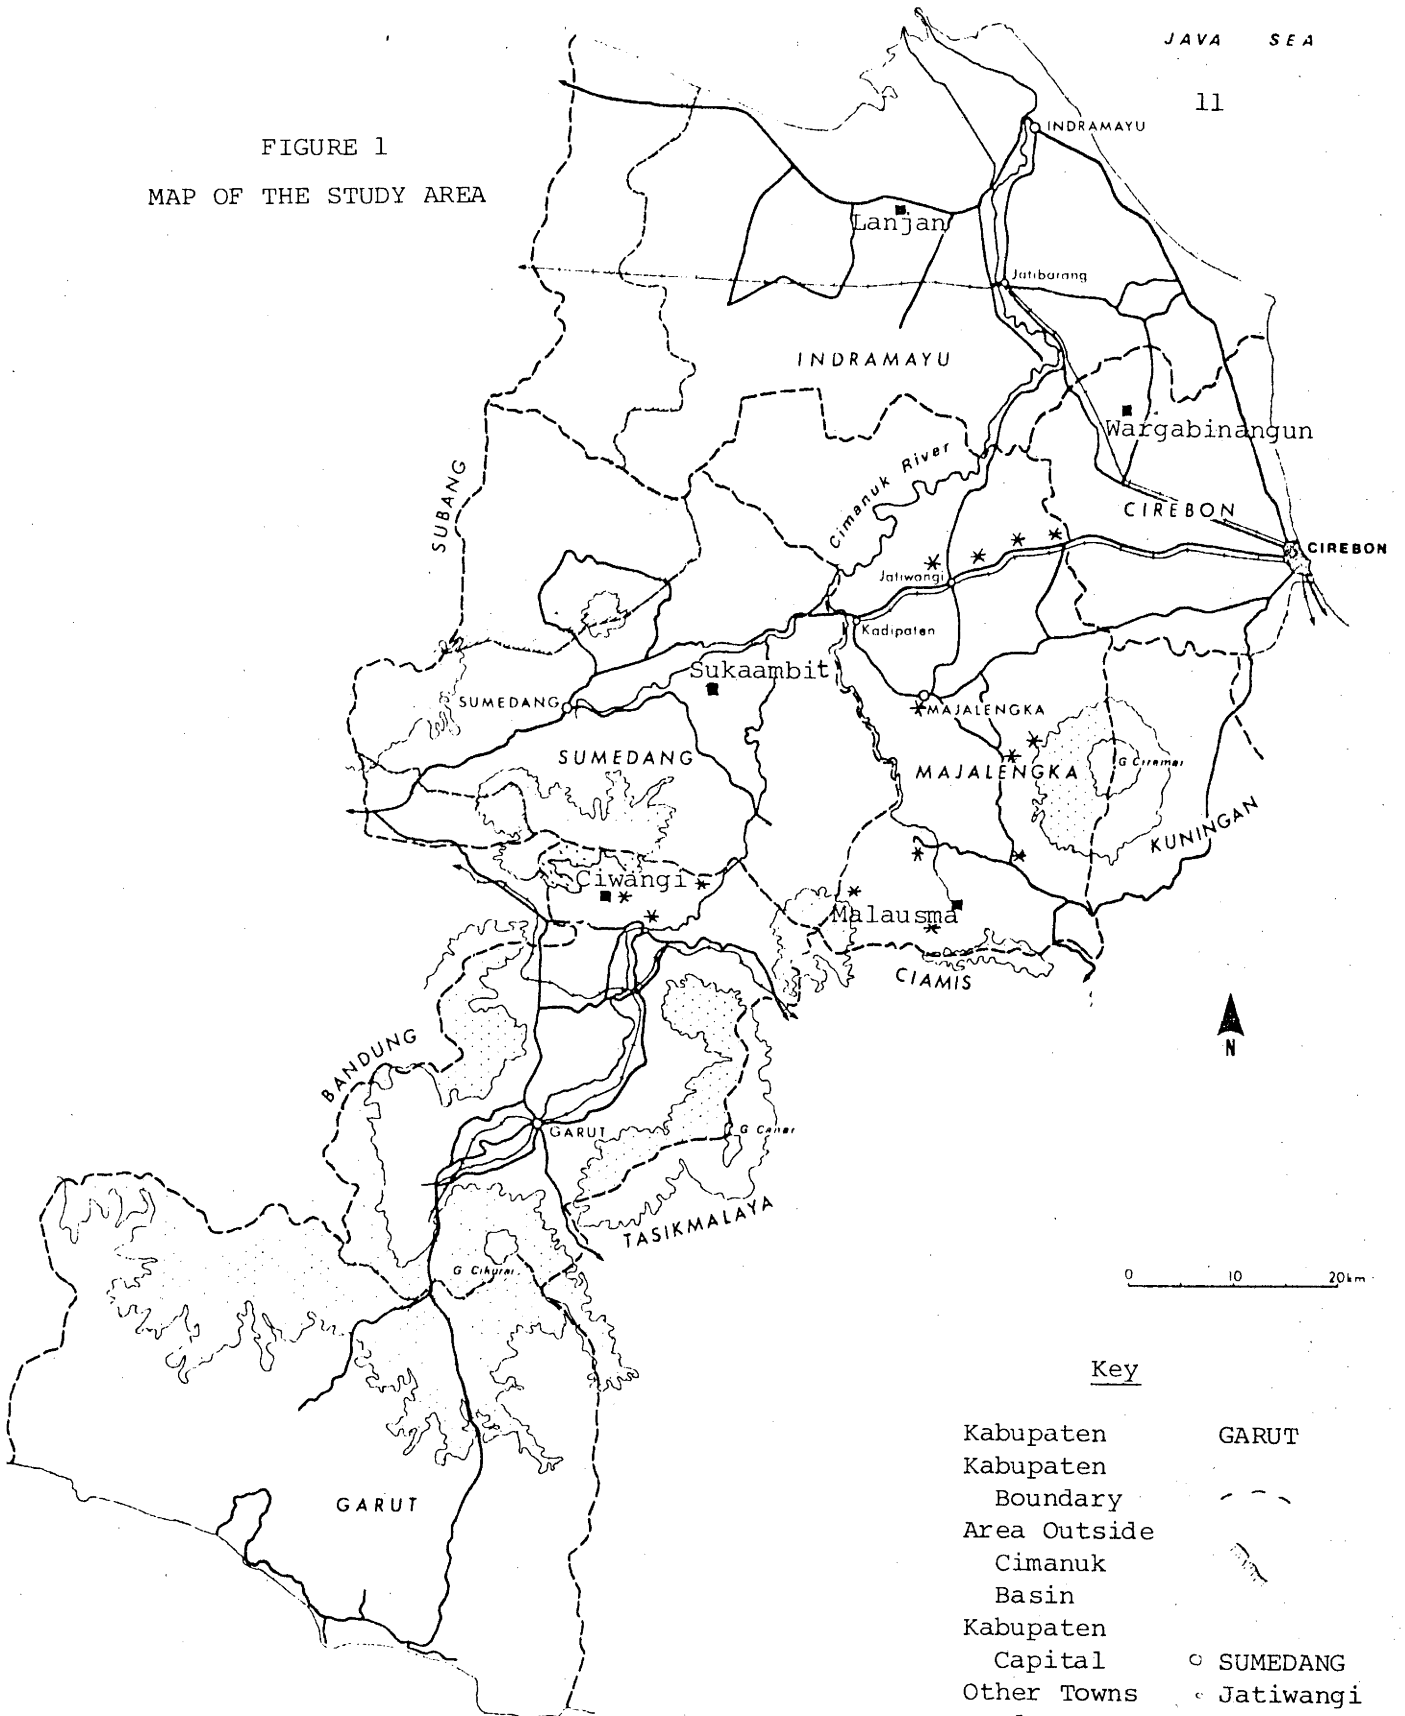 JAVA SEA
11
FIGURE 1
MAP OF THE STUDY AREA
INDRAMAYU
Lanjan
Jatibarang
INDRAMAYU
Wargabinangun
Cimanuk River
SUBANG
CIREBON
CIREBON
Jatiwangi
Kadipaten
Sukaambit
SUMEDANG
MAJALENGKA
SUMEDANG
MAJALENGKA
G Ciremai
KUNINGAN
Ciwangi
Malausma
CIAMIS
N
BANDUNG
GARUT
TASIKMALAYA
G Cikurai
0 10 20km
Key
Kabupaten GARUT
Kabupaten
Boundary
Area Outside
Cimanuk
Basin
Kabupaten
Capital SUMEDANG
Other Towns Jatiwangi
GARUT